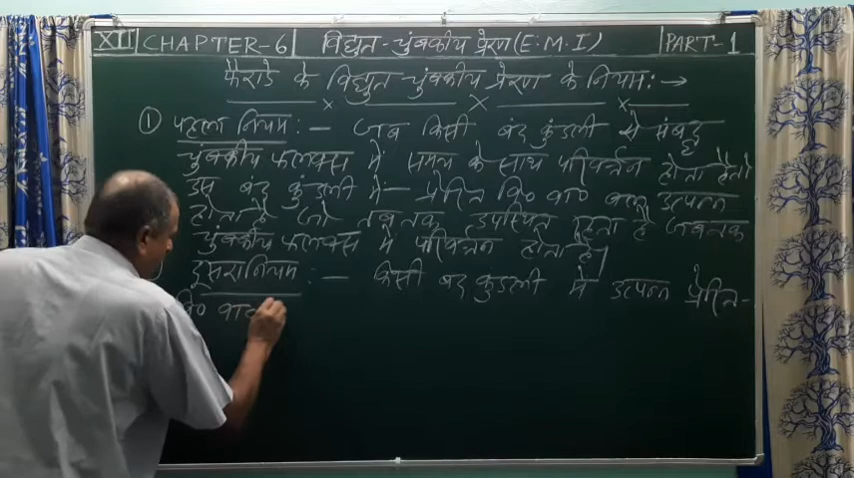 XII CHAPTER-6 विद्युत-चुंबकीय प्रेरण (E.M.I) PART-1
फैराडे के विद्युत चुंबकीय प्रेरण के नियम:→
① पहला नियम:— जब किसी बंद कुंडली से संबद्ध
चुंबकीय फ्लक्स में समय के साथ परिवर्तन होता है तो
उस बंद कुंडली में प्रेरित वि० वा० बल उत्पन्न
होता है जो तब तक उपस्थित रहता है जबतक
चुंबकीय फ्लक्स में परिवर्तन होता है।
दूसरा नियम:— किसी बंद कुडली में उत्पन्न प्रेरित-
वि० वा०